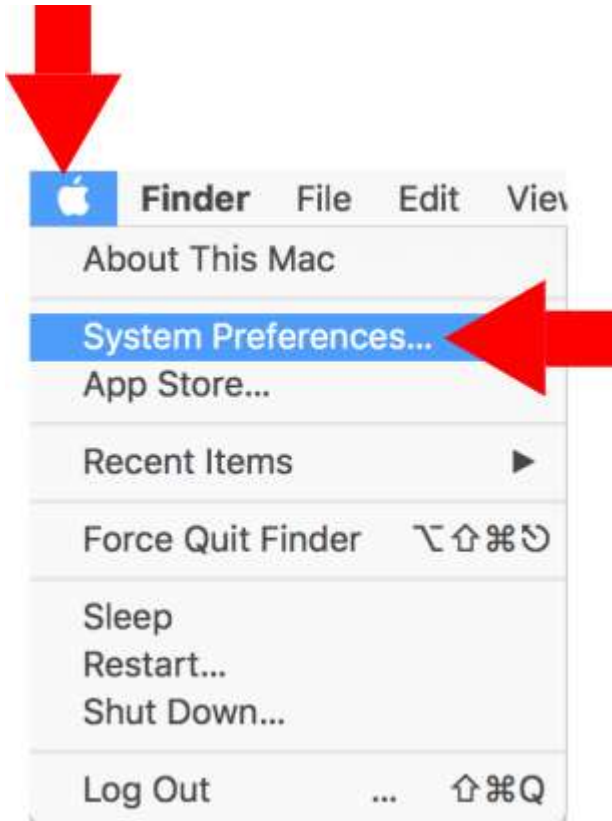 Finder File Edit View
About This Mac
System Preferences...
App Store...
Recent Items ▶
Force Quit Finder ⌥⇧⌘⎋
Sleep
Restart...
Shut Down...
Log Out ... ⇧⌘Q